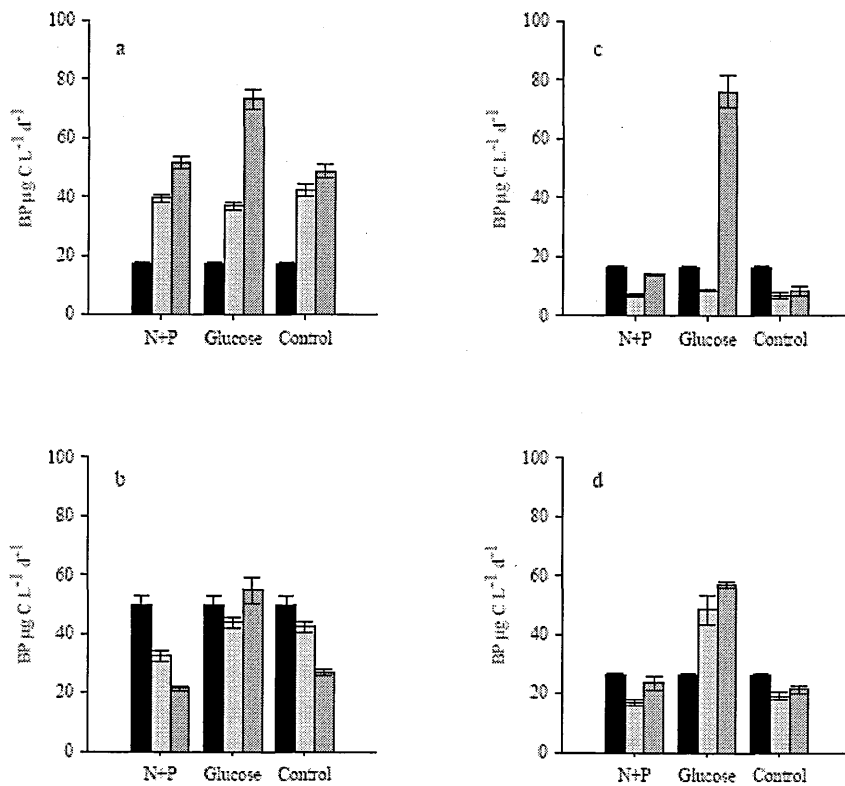 a
100
80
60
40
20
0
BP µg C L⁻¹ d⁻¹
N+P Glucose Control
c
100
80
60
40
20
0
BP µg C L⁻¹ d⁻¹
N+P Glucose Control
b
100
80
60
40
20
0
BP µg C L⁻¹ d⁻¹
N+P Glucose Control
d
100
80
60
40
20
0
BP µg C L⁻¹ d⁻¹
N+P Glucose Control